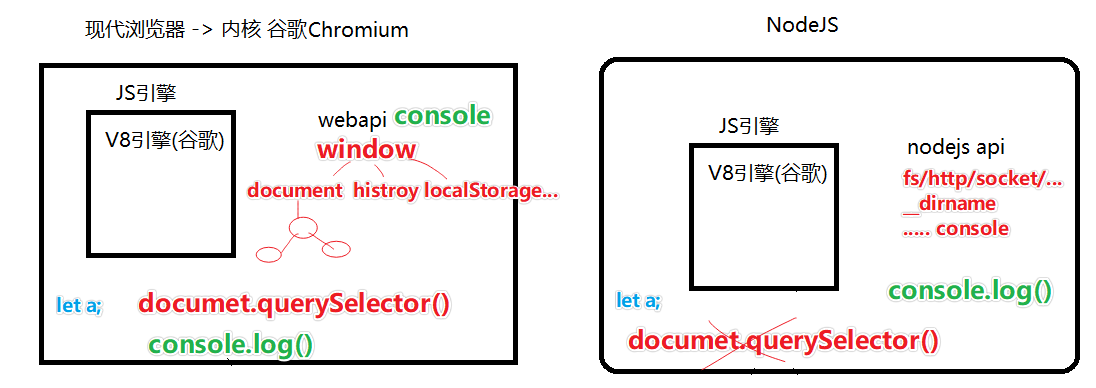 现代浏览器 -> 内核 谷歌Chromium
JS引擎
V8引擎(谷歌)
webapi console
window
document histroy localStorage...
let a;
documet.querySelector()
console.log()
NodeJS
JS引擎
V8引擎(谷歌)
nodejs api
fs/http/socket/...
__dirname
..... console
console.log()
let a;
documet.querySelector()